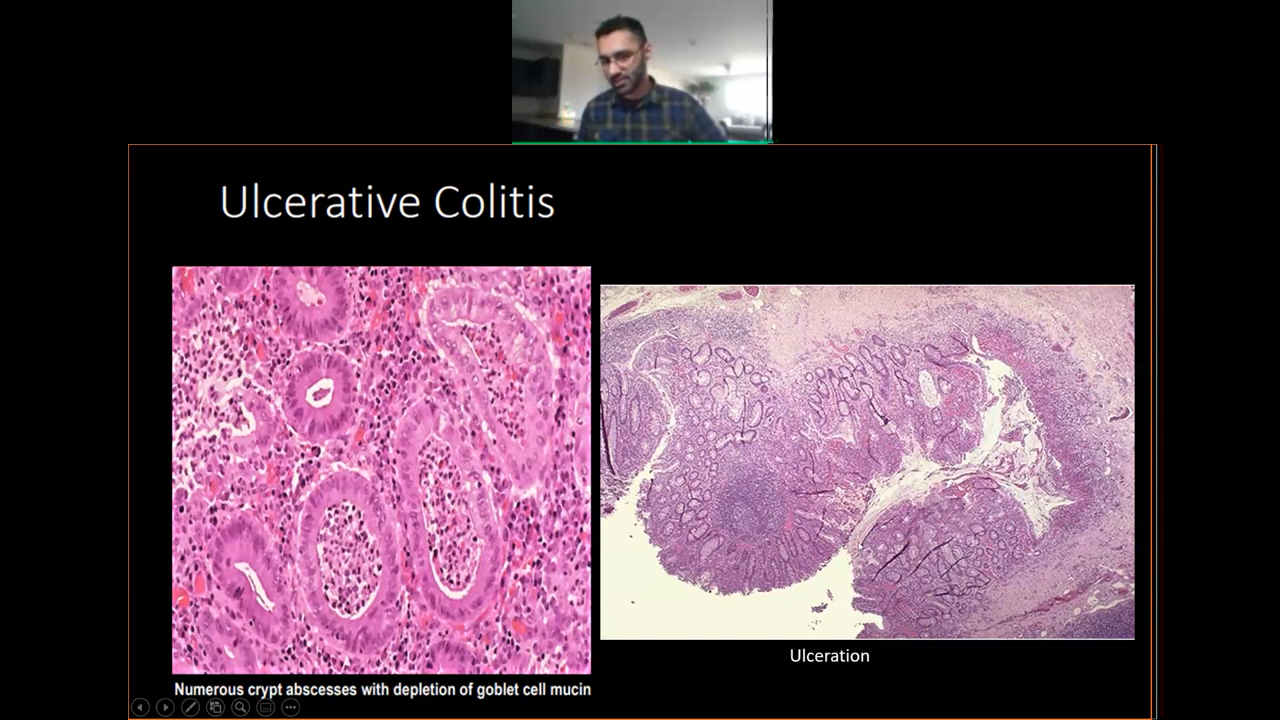 Ulcerative Colitis
Numerous crypt abscesses with depletion of goblet cell mucin
Ulceration